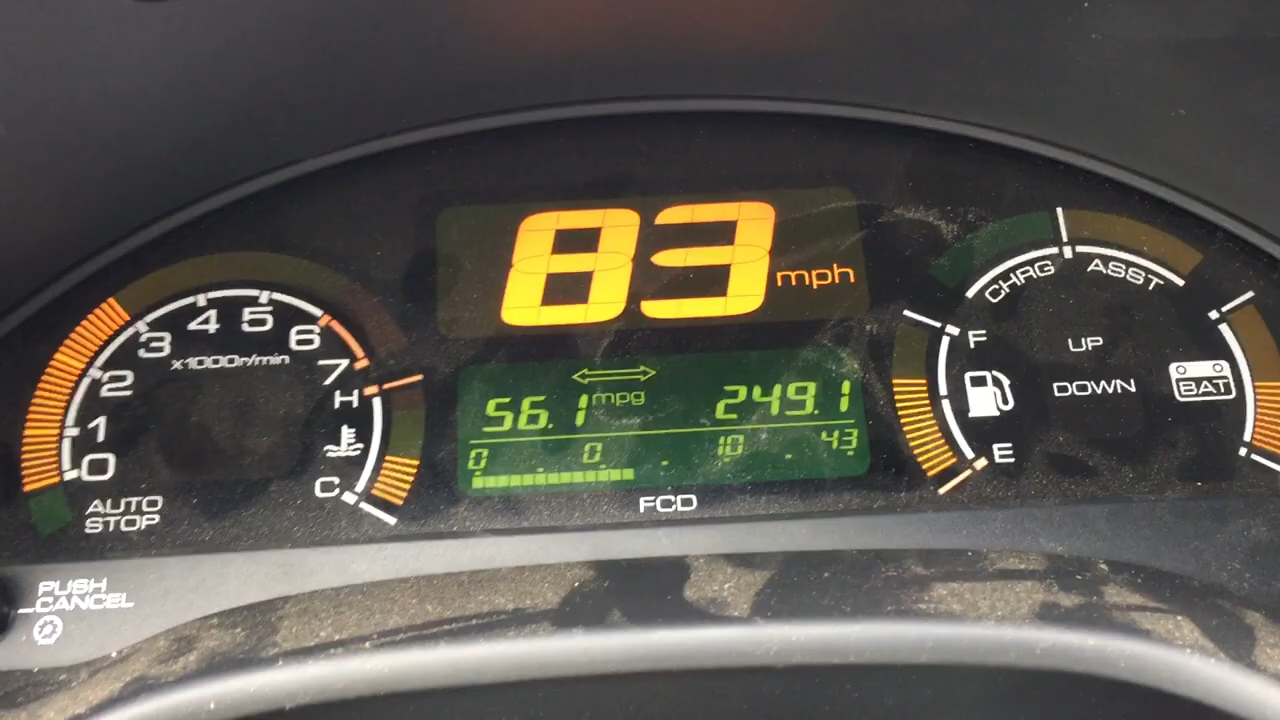 83 mph
56.1 mpg 249.1
0 0. 10 43
FCD
0
1
2
3
4
5
6
7
x1000r/min
AUTO
STOP
H
C
CHRG
ASST
F
E
UP
DOWN
BAT
PUSH
CANCEL